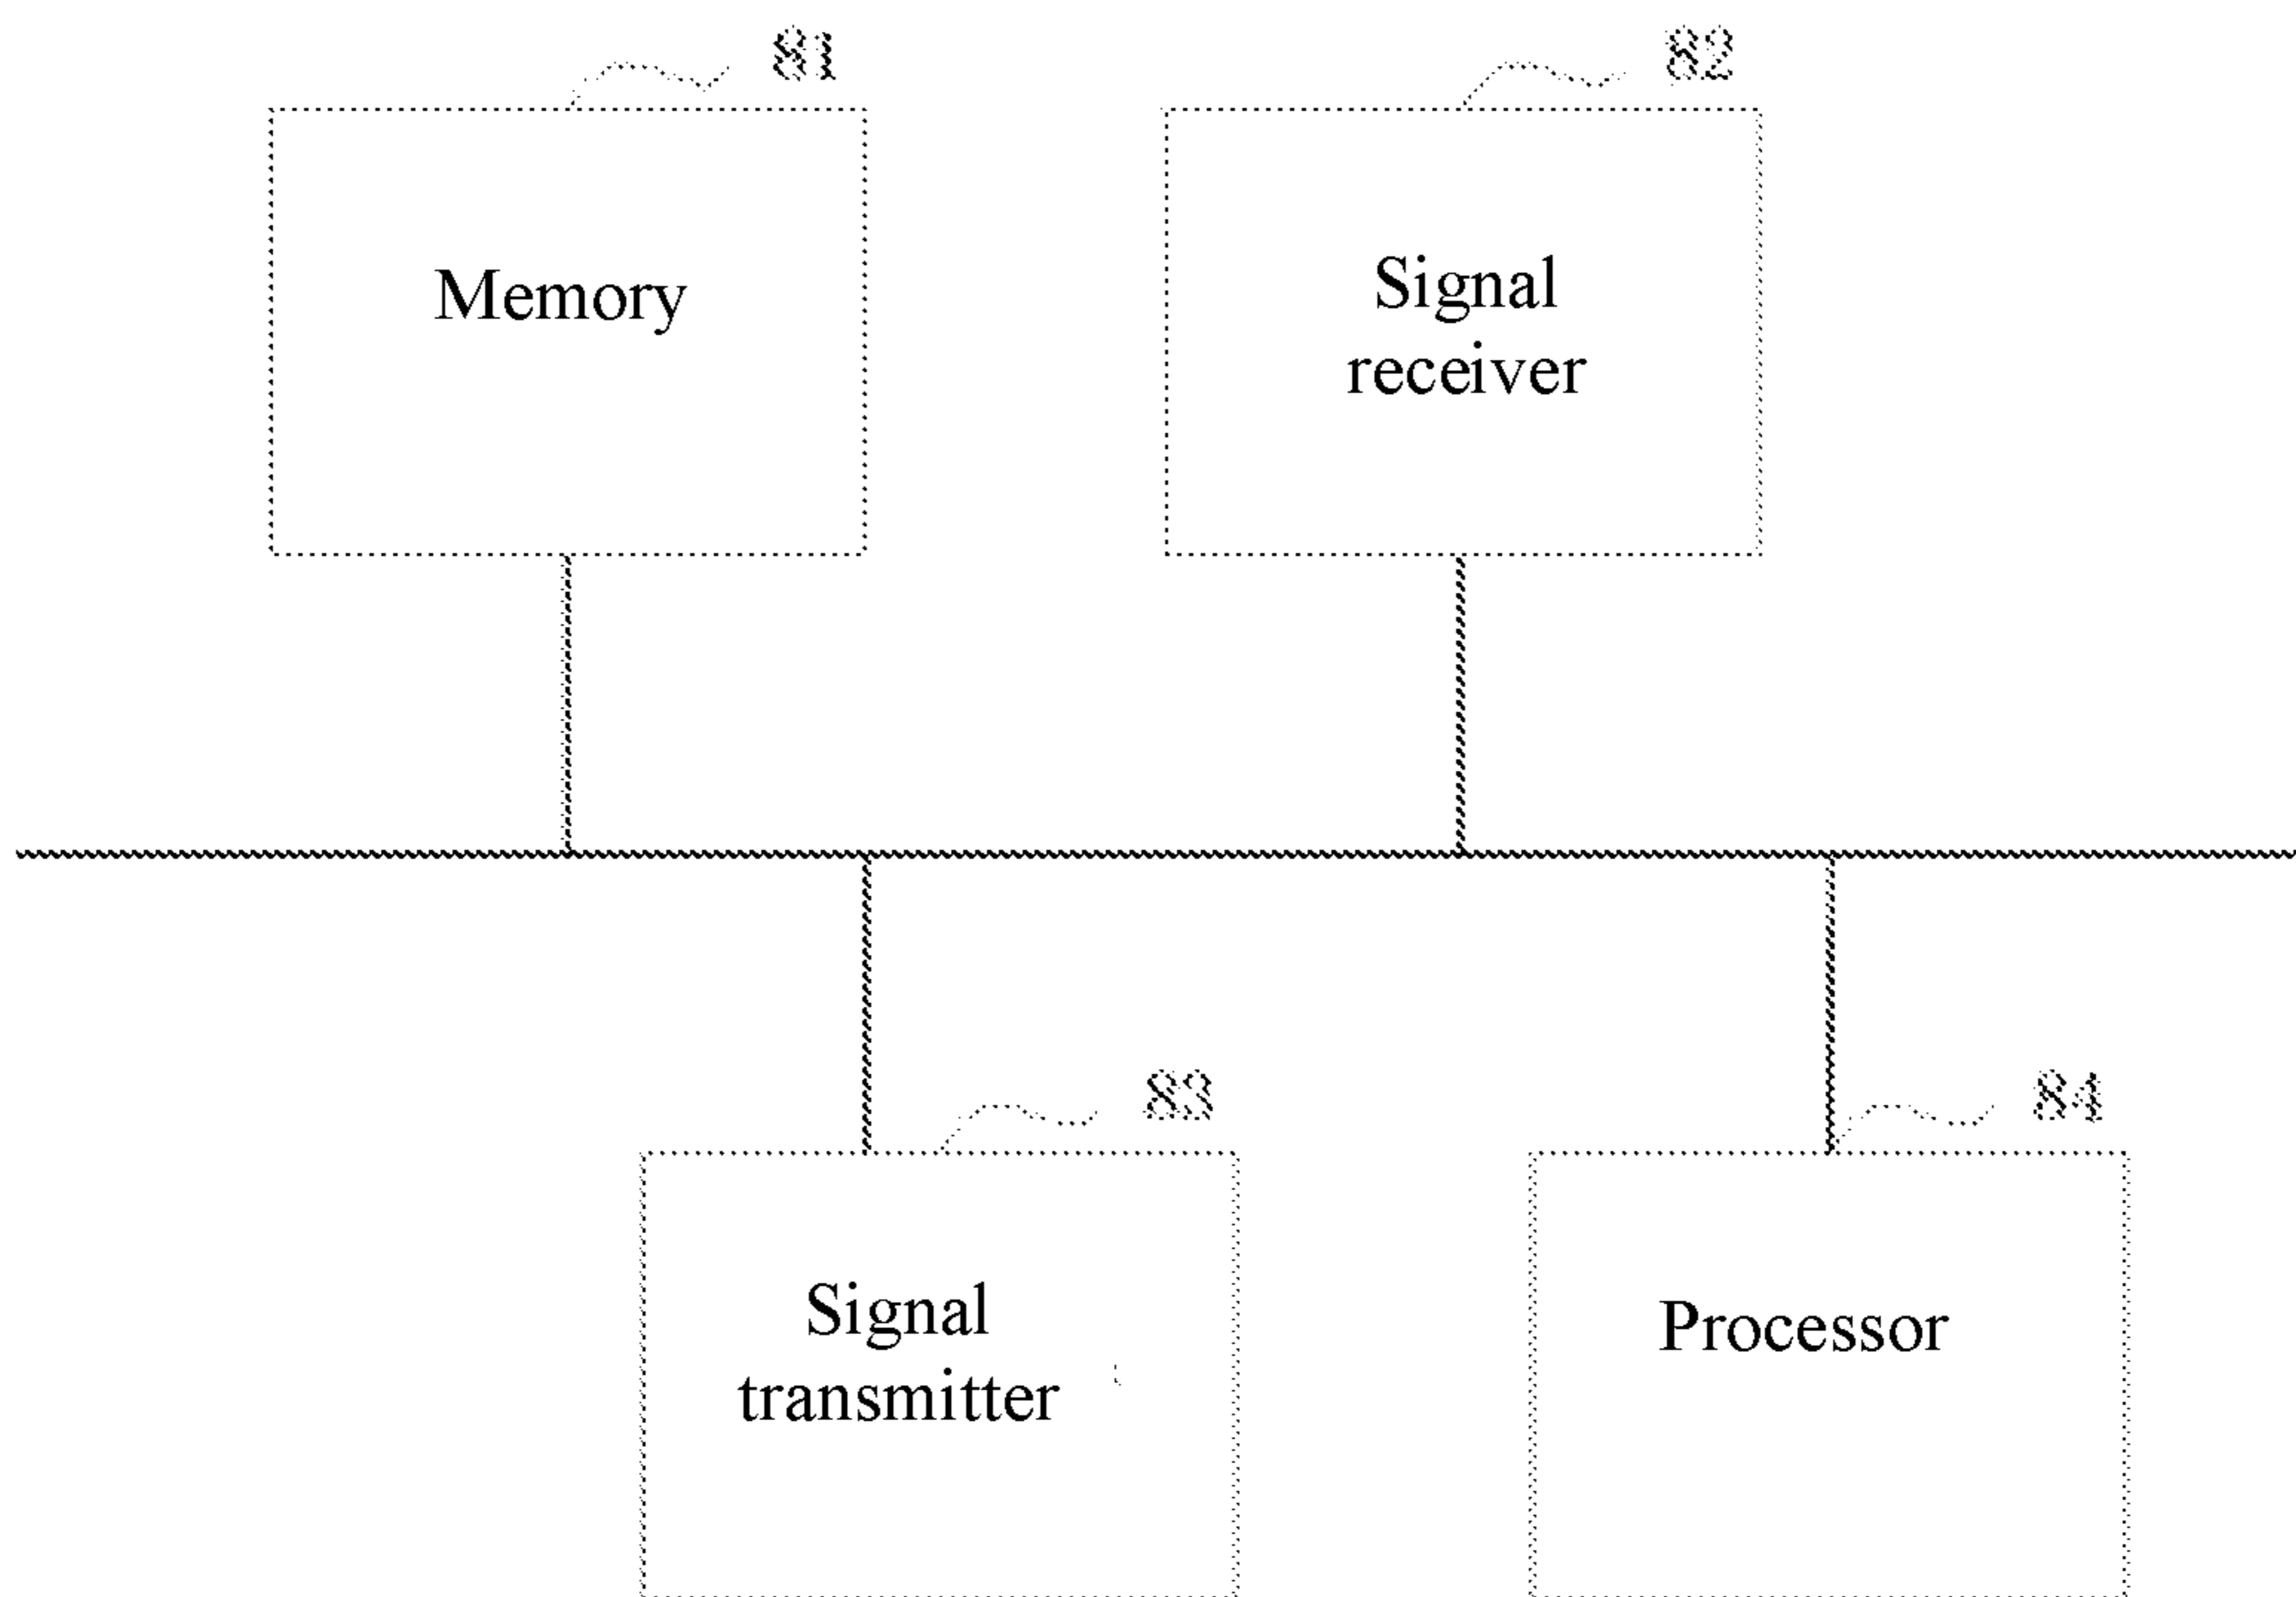 81
82
Memory
Signal
receiver
83
84
Signal
transmitter
Processor